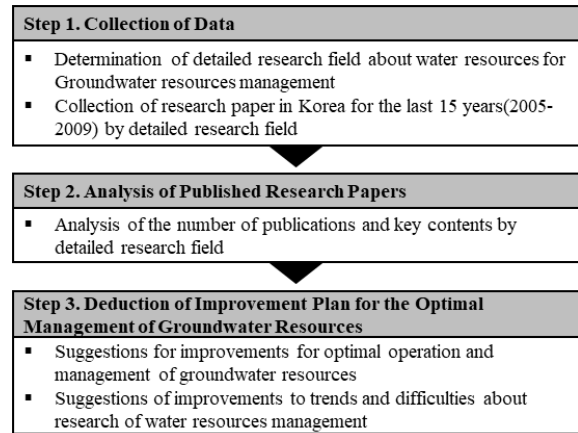 Step 1. Collection of Data
▪ Determination of detailed research field about water resources for
Groundwater resources management
▪ Collection of research paper in Korea for the last 15 years(2005-
2009) by detailed research field
Step 2. Analysis of Published Research Papers
▪ Analysis of the number of publications and key contents by
detailed research field
Step 3. Deduction of Improvement Plan for the Optimal
Management of Groundwater Resources
▪ Suggestions for improvements for optimal operation and
management of groundwater resources
▪ Suggestions of improvements to trends and difficulties about
research of water resources management